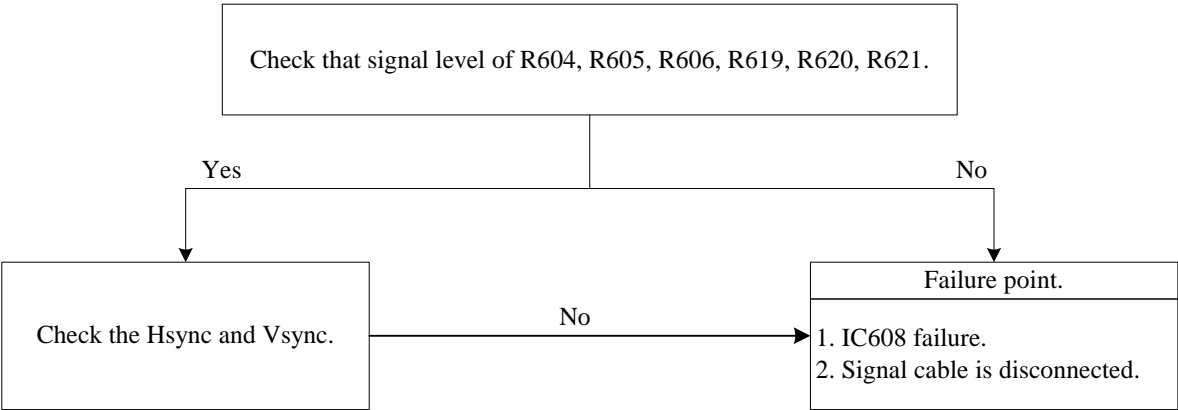 Check that signal level of R604, R605, R606, R619, R620, R621.
Yes
No
Check the Hsync and Vsync.
No
Failure point.
1. IC608 failure.
2. Signal cable is disconnected.